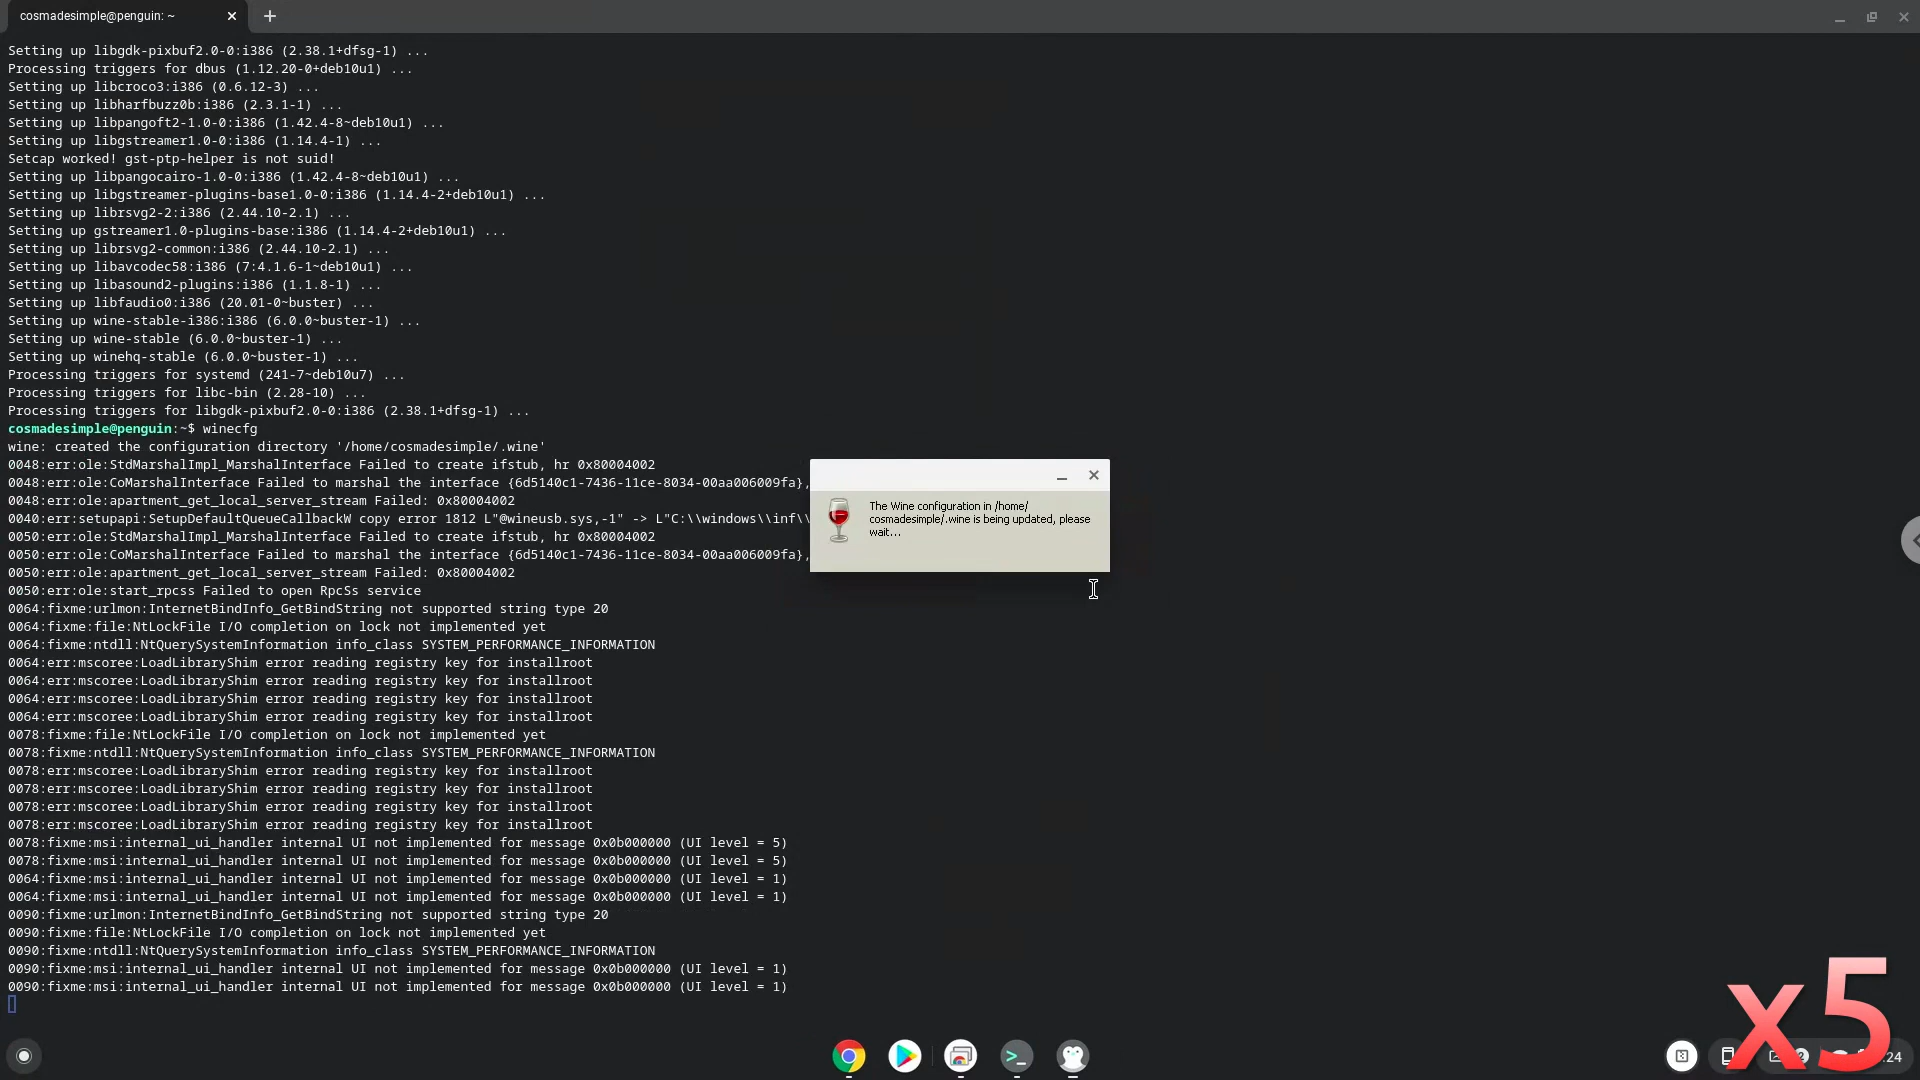 cosmadesimple@penguin: ~
Setting up libgdk-pixbuf2.0-0:i386 (2.38.1+dfsg-1) ...
Processing triggers for dbus (1.12.20-0+deb10u1) ...
Setting up libcroco3:i386 (0.6.12-3) ...
Setting up libharfbuzz0b:i386 (2.3.1-1) ...
Setting up libpangoft2-1.0-0:i386 (1.42.4-8~deb10u1) ...
Setting up libgstreamer1.0-0:i386 (1.14.4-1) ...
Setcap worked! gst-ptp-helper is not suid!
Setting up libpangocairo-1.0-0:i386 (1.42.4-8~deb10u1) ...
Setting up libgstreamer-plugins-base1.0-0:i386 (1.14.4-2+deb10u1) ...
Setting up librsvg2-2:i386 (2.44.10-2.1) ...
Setting up gstreamer1.0-plugins-base:i386 (1.14.4-2+deb10u1) ...
Setting up librsvg2-common:i386 (2.44.10-2.1) ...
Setting up libavcodec58:i386 (7:4.1.6-1~deb10u1) ...
Setting up libasound2-plugins:i386 (1.1.8-1) ...
Setting up libfaudio0:i386 (20.01-0~buster) ...
Setting up wine-stable-i386:i386 (6.0.0~buster-1) ...
Setting up wine-stable (6.0.0~buster-1) ...
Setting up winehq-stable (6.0.0~buster-1) ...
Processing triggers for systemd (241-7~deb10u7) ...
Processing triggers for libc-bin (2.28-10) ...
Processing triggers for libgdk-pixbuf2.0-0:i386 (2.38.1+dfsg-1) ...
cosmadesimple@penguin:~$ winecfg
wine: created the configuration directory '/home/cosmadesimple/.wine'
0048:err:ole:StdMarshalImpl_MarshalInterface Failed to create ifstub, hr 0x80004002
0048:err:ole:CoMarshalInterface Failed to marshal the interface {6d5140c1-7436-11ce-8034-00aa006009fa},
0048:err:ole:apartment_get_local_server_stream Failed: 0x80004002
0040:err:setupapi:SetupDefaultQueueCallbackW copy error 1812 L"@wineusb.sys,-1" -> L"C:\\windows\\inf\\
0050:err:ole:StdMarshalImpl_MarshalInterface Failed to create ifstub, hr 0x80004002
0050:err:ole:CoMarshalInterface Failed to marshal the interface {6d5140c1-7436-11ce-8034-00aa006009fa},
0050:err:ole:apartment_get_local_server_stream Failed: 0x80004002
0050:err:ole:start_rpcss Failed to open RpcSs service
0064:fixme:urlmon:InternetBindInfo_GetBindString not supported string type 20
0064:fixme:file:NtLockFile I/O completion on lock not implemented yet
0064:fixme:ntdll:NtQuerySystemInformation info_class SYSTEM_PERFORMANCE_INFORMATION
0064:err:mscoree:LoadLibraryShim error reading registry key for installroot
0064:err:mscoree:LoadLibraryShim error reading registry key for installroot
0064:err:mscoree:LoadLibraryShim error reading registry key for installroot
0064:err:mscoree:LoadLibraryShim error reading registry key for installroot
0078:fixme:file:NtLockFile I/O completion on lock not implemented yet
0078:fixme:ntdll:NtQuerySystemInformation info_class SYSTEM_PERFORMANCE_INFORMATION
0078:err:mscoree:LoadLibraryShim error reading registry key for installroot
0078:err:mscoree:LoadLibraryShim error reading registry key for installroot
0078:err:mscoree:LoadLibraryShim error reading registry key for installroot
0078:err:mscoree:LoadLibraryShim error reading registry key for installroot
0078:fixme:msi:internal_ui_handler internal UI not implemented for message 0x0b000000 (UI level = 5)
0078:fixme:msi:internal_ui_handler internal UI not implemented for message 0x0b000000 (UI level = 5)
0064:fixme:msi:internal_ui_handler internal UI not implemented for message 0x0b000000 (UI level = 1)
0064:fixme:msi:internal_ui_handler internal UI not implemented for message 0x0b000000 (UI level = 1)
0090:fixme:urlmon:InternetBindInfo_GetBindString not supported string type 20
0090:fixme:file:NtLockFile I/O completion on lock not implemented yet
0090:fixme:ntdll:NtQuerySystemInformation info_class SYSTEM_PERFORMANCE_INFORMATION
0090:fixme:msi:internal_ui_handler internal UI not implemented for message 0x0b000000 (UI level = 1)
0090:fixme:msi:internal_ui_handler internal UI not implemented for message 0x0b000000 (UI level = 1)
The Wine configuration in /home/
cosmadesimple/.wine is being updated, please
wait...
x5
24